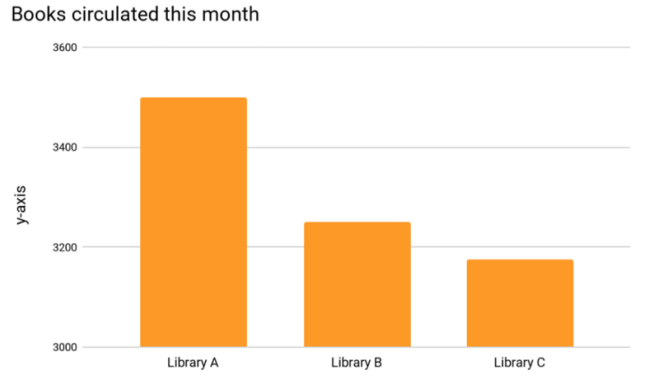 Books circulated this month
3600
3400
3200
3000
y-axis
Library A
Library B
Library C